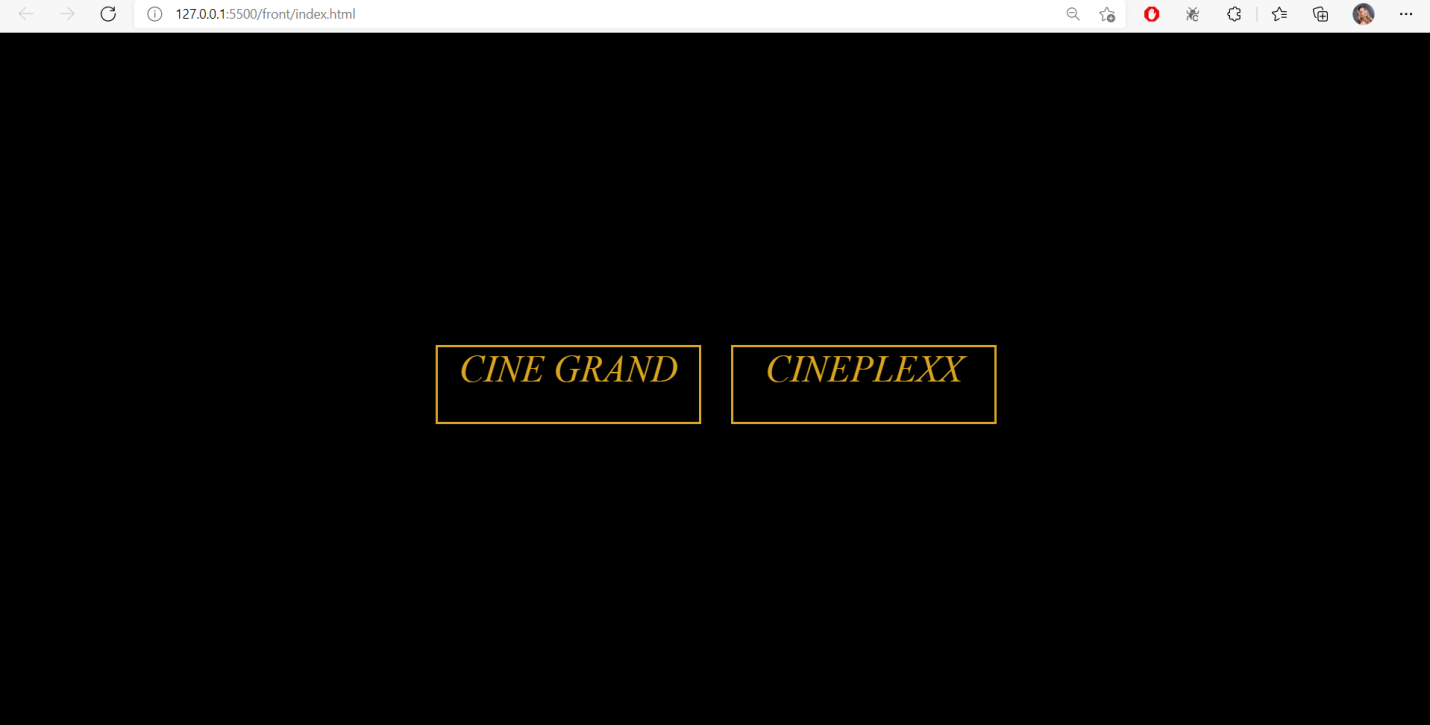 127.0.0.1:5500/front/index.html
CINE GRAND
CINEPLEXX